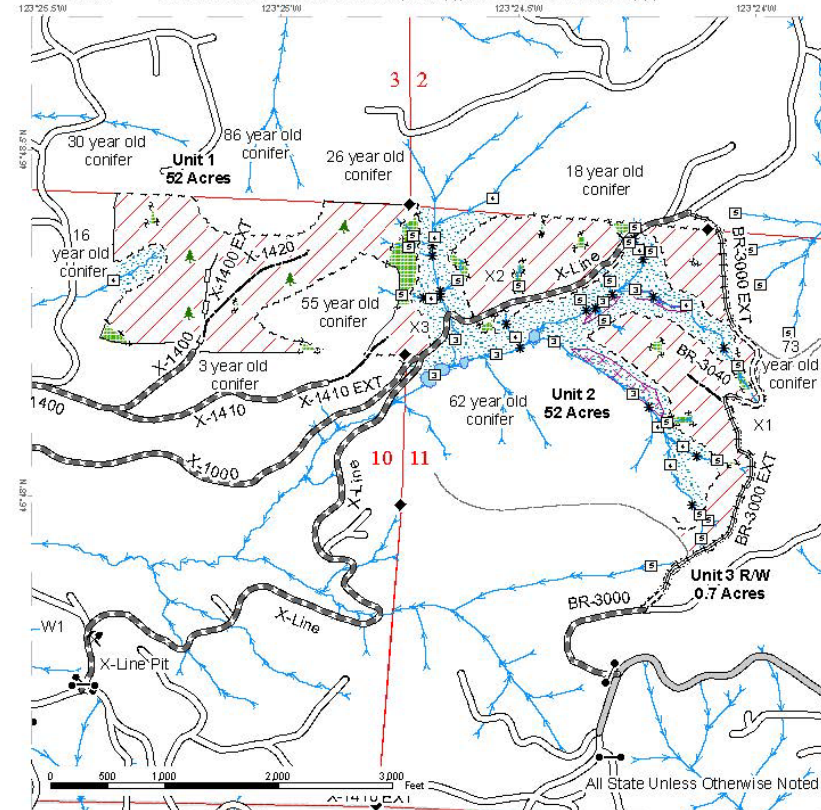 123°25.5'W
123°25'W
123°24.5'W
123°24'W
3
2
30 year old
conifer
86 year old
conifer
26 year old
conifer
18 year old
conifer
46°48.5'N
Unit 1
52 Acres
16
year old
conifer
X-1400 EXT
X-1420
X2
X-Line
BR-3000 EXT
55 year old
conifer
X3
X-1400
3 year old
conifer
BR-3040
73
year old
conifer
X-1410 EXT
Unit 2
52 Acres
62 year old
conifer
1400
X-1410
X1
10
11
X-1000
X-Line
46°48'N
BR-3000 EXT
Unit 3 R/W
0.7 Acres
BR-3000
X-Line
W1
X-Line Pit
0 500 1,000 2,000 3,000
Feet
All State Unless Otherwise Noted
X-1410 EXT